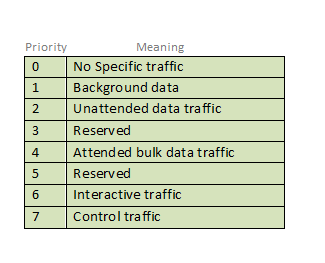 Priority Meaning
0 No Specific traffic
1 Background data
2 Unattended data traffic
3 Reserved
4 Attended bulk data traffic
5 Reserved
6 Interactive traffic
7 Control traffic